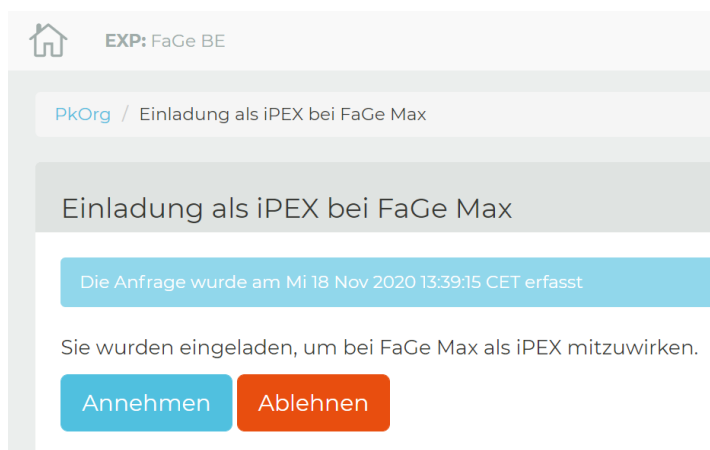 EXP: FaGe BE
PkOrg / Einladung als iPEX bei FaGe Max
Einladung als iPEX bei FaGe Max
Die Anfrage wurde am Mi 18 Nov 2020 13:39:15 CET erfasst
Sie wurden eingeladen, um bei FaGe Max als iPEX mitzuwirken.
Annehmen Ablehnen